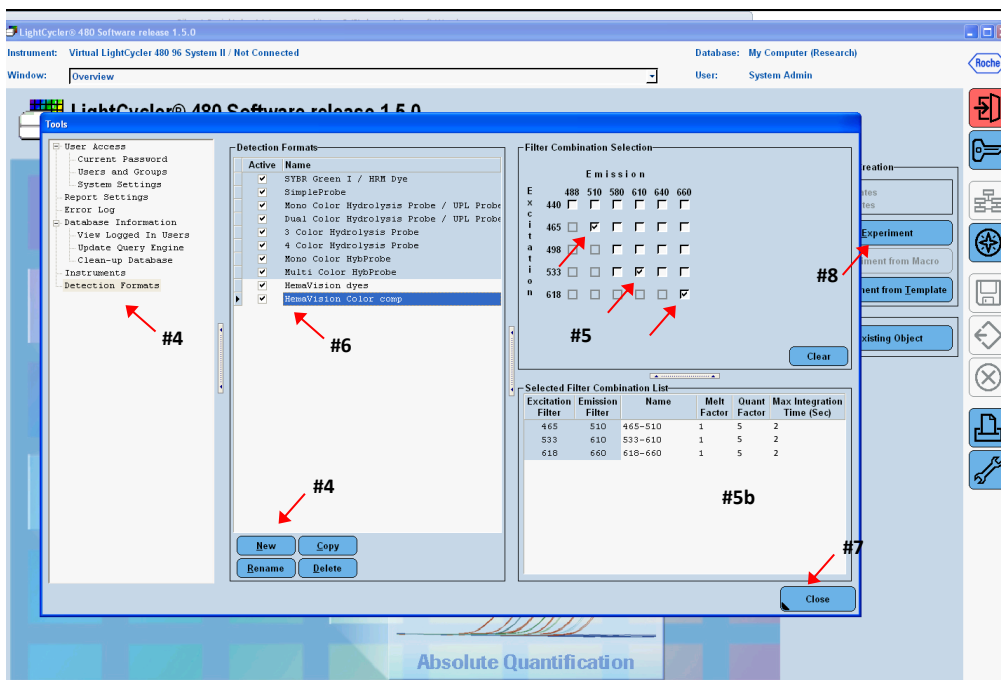 LightCycler® 480 Software release 1.5.0
Instrument: Virtual LightCycler 480 96 System II / Not Connected
Database: My Computer (Research)
Window: Overview
User: System Admin
Roche
LightCycler® 480 Software release 1.5.0
Tools
User Access
Current Password
Users and Groups
System Settings
Report Settings
Error Log
Database Information
View Logged In Users
Update Query Engine
Clean-up Database
Instruments
Detection Formats
#4
Detection Formats
Active Name
SYBR Green I / HRM Dye
SimpleProbe
Mono Color Hydrolysis Probe / UPL Probe
Dual Color Hydrolysis Probe / UPL Probe
3 Color Hydrolysis Probe
4 Color Hydrolysis Probe
Mono Color HybProbe
Multi Color HybProbe
HemaVision dyes
HemaVision Color comp
#6
#4
New Copy
Rename Delete
Filter Combination Selection
Emission
Excitation
488 510 580 610 640 660
440
465
498
533
618
#5
Clear
Selected Filter Combination List
Excitation Filter Emission Filter Name Melt Factor Quant Factor Max Integration Time (Sec)
465 510 465-510 1 5 2
533 610 533-610 1 5 2
618 660 618-660 1 5 2
#5b
#7
Close
reation
ates
tes
Experiment
#8
iment from Macro
ment from Template
xisting Object
Absolute Quantification